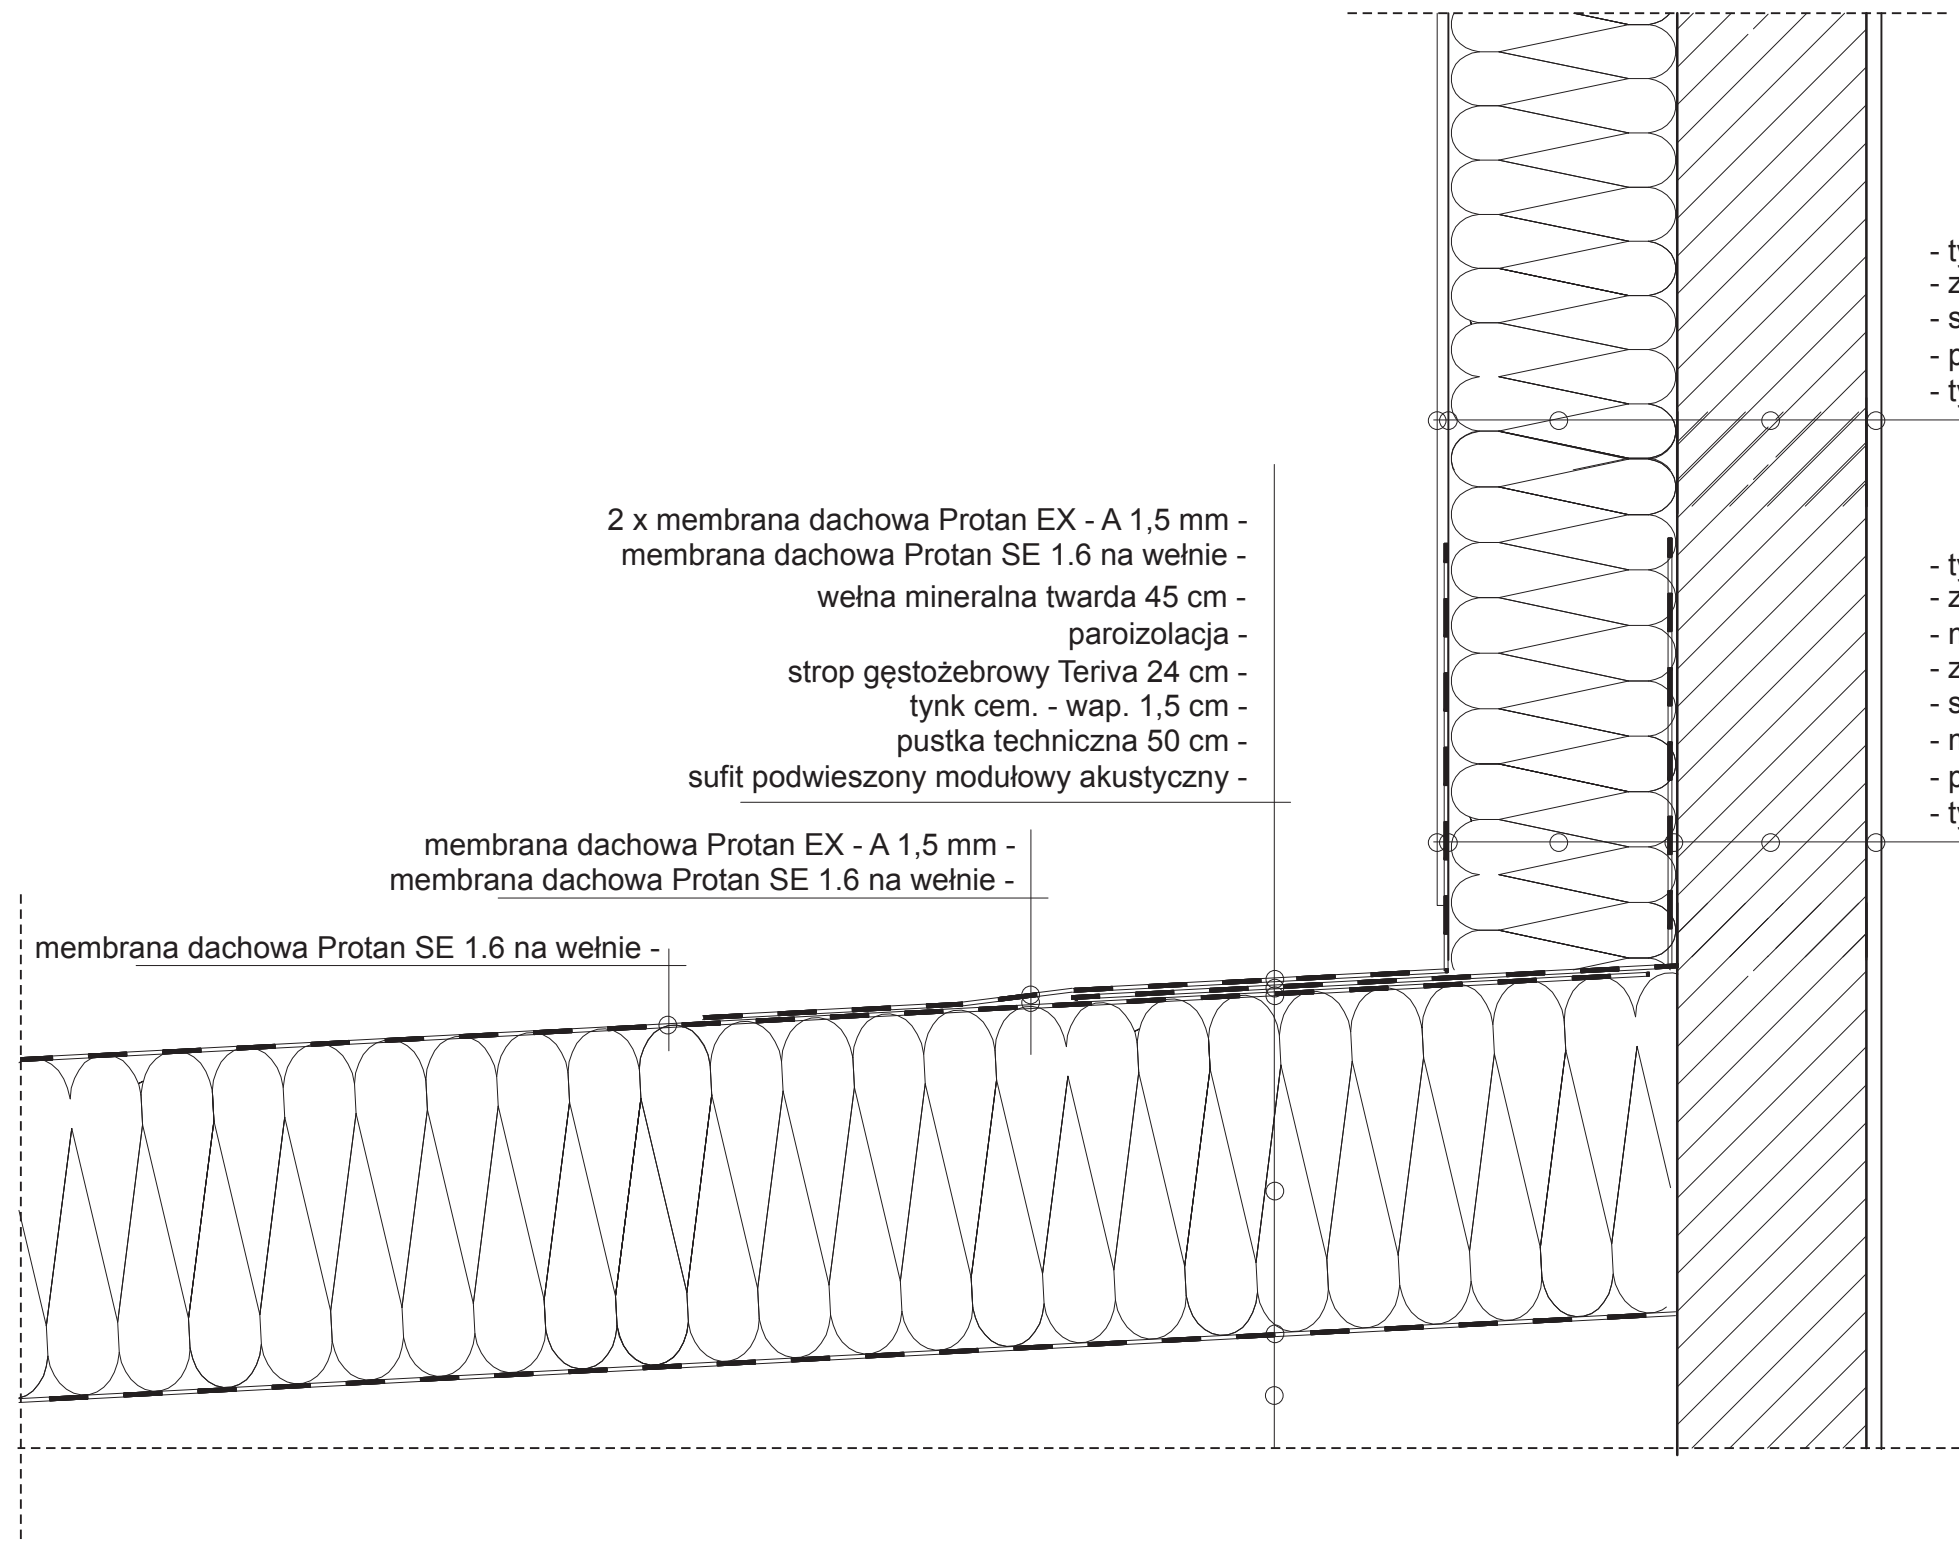 2 x membrana dachowa Protan EX - A 1,5 mm -
membrana dachowa Protan SE 1.6 na wełnie -
wełna mineralna twarda 45 cm -
paroizolacja -
strop gęstożebrowy Teriva 24 cm -
tynk cem. - wap. 1,5 cm -
pustka techniczna 50 cm -
sufit podwieszony modułowy akustyczny -
membrana dachowa Protan EX - A 1,5 mm -
membrana dachowa Protan SE 1.6 na wełnie -
membrana dachowa Protan SE 1.6 na wełnie -